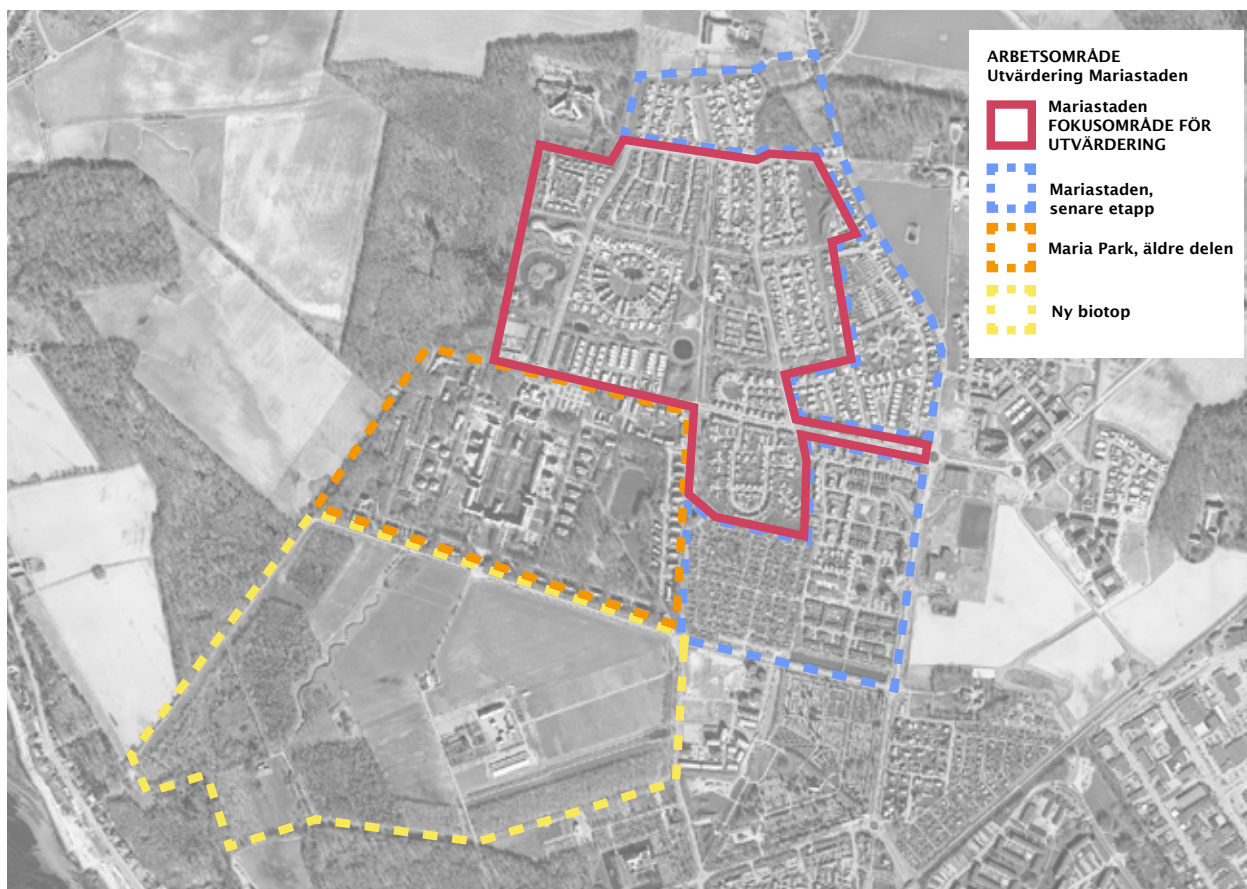 ARBETSOMRÅDE
Utvärdering Mariastaden
Mariastaden
FOKUSOMRÅDE FÖR
UTVÄRDERING
Mariastaden,
senare etapp
Maria Park, äldre delen
Ny biotop